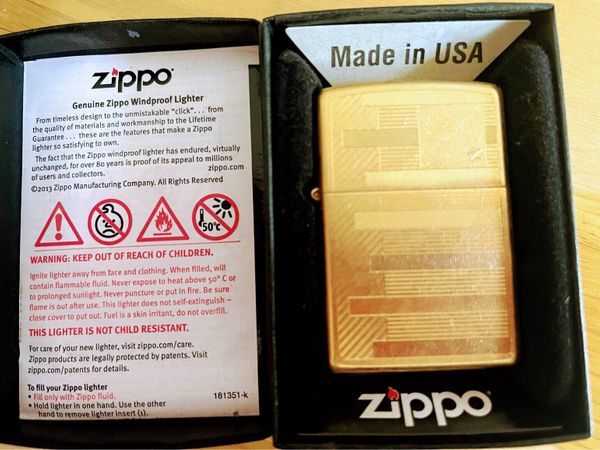 zippo
Genuine Zippo Windproof Lighter
From timeless design to the unmistakable "click"... from
the quality of materials and workmanship to the Lifetime
Guarantee... these are the features that make a Zippo
lighter so satisfying to own.
The fact that the Zippo windproof lighter has endured, virtually
unchanged, for over 80 years is proof of its appeal to millions
of users and collectors.
zippo.com
©2013 Zippo Manufacturing Company. All Rights Reserved
50°C
WARNING: KEEP OUT OF REACH OF CHILDREN.
Ignite lighter away from face and clothing. When filled, will
contain flammable fluid. Never expose to heat above 50° C or
to prolonged sunlight. Never puncture or put in fire. Be sure
flame is out after use. This lighter does not self-extinguish –
close cover to put out. Fuel is a skin irritant, do not overfill.
THIS LIGHTER IS NOT CHILD RESISTANT.
For care of your new lighter, visit zippo.com/care.
Zippo products are legally protected by patents. Visit
zippo.com/patents for details.
To fill your Zippo lighter
• Fill only with Zippo fluid.
181351-k
• Hold lighter in one hand. Use the other
hand to remove lighter insert (1).
Made in USA
zippo